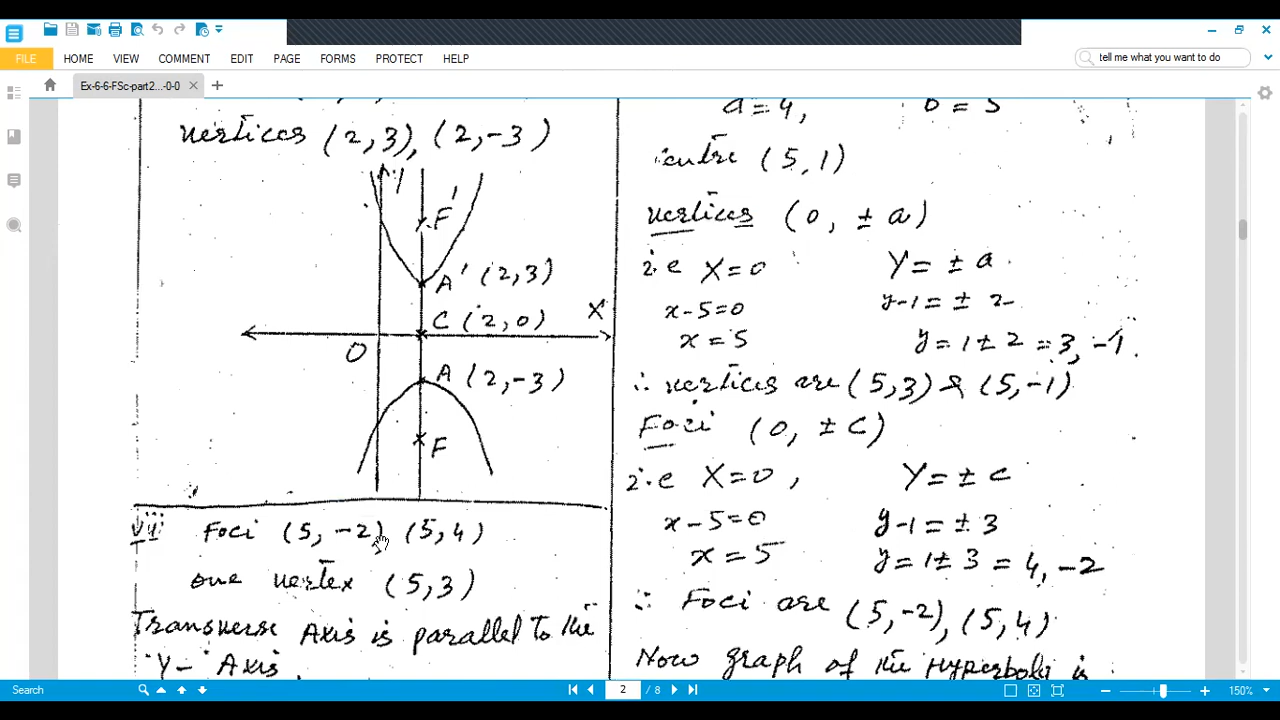 FILE HOME VIEW COMMENT EDIT PAGE FORMS PROTECT HELP
tell me what you want to do
Ex-6-6-FSc-part2...-0-0
vertices (2,3), (2,-3)
F'
A' (2,3)
C (2,0)
X
O
A (2,-3)
F
vii Foci (5,-2) (5,4)
one vertex (5,3)
Transverse Axis is parallel to the
Y- Axis.
a=4,
centre (5,1)
vertices (0, ± a)
i.e X=0 Y= ± a
x-5=0 y-1= ± 2
x=5 y= 1± 2 =3, -1.
∴ vertices are (5,3) & (5,-1)
Foci (0, ± c)
i.e X=0, Y= ± c
x-5=0 y-1= ± 3
x=5 y= 1± 3 = 4, -2
∴ Foci are (5,-2), (5,4)
Now graph of the Hyperbola is
Search
2 / 8
150%